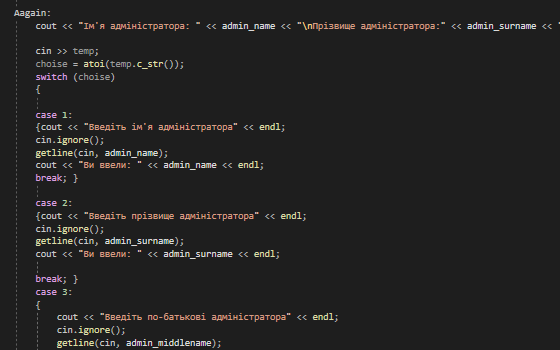 Aagain:
cout << "Ім'я адміністратора: " << admin_name << "\nПрізвище адміністратора:" << admin_surname << "
cin >> temp;
choise = atoi(temp.c_str());
switch (choise)
{
case 1:
{cout << "Введіть ім'я адміністратора" << endl;
cin.ignore();
getline(cin, admin_name);
cout << "Ви ввели: " << admin_name << endl;
break; }
case 2:
{cout << "Введіть прізвище адміністратора" << endl;
cin.ignore();
getline(cin, admin_surname);
cout << "Ви ввели: " << admin_surname << endl;
break; }
case 3:
{
cout << "Введіть по-батькові адміністратора" << endl;
cin.ignore();
getline(cin, admin_middlename);